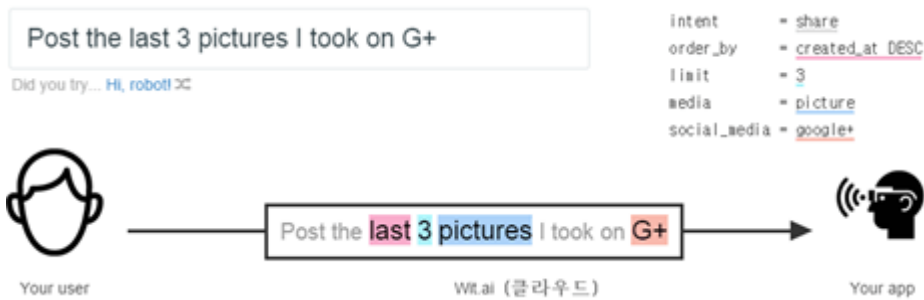 Post the last 3 pictures I took on G+
Did you try... Hi, robot!
intent = share
order_by = created_at DESC
limit = 3
media = picture
social_media = google+
Post the last 3 pictures I took on G+
Your user
Wit.ai (클라우드)
Your app